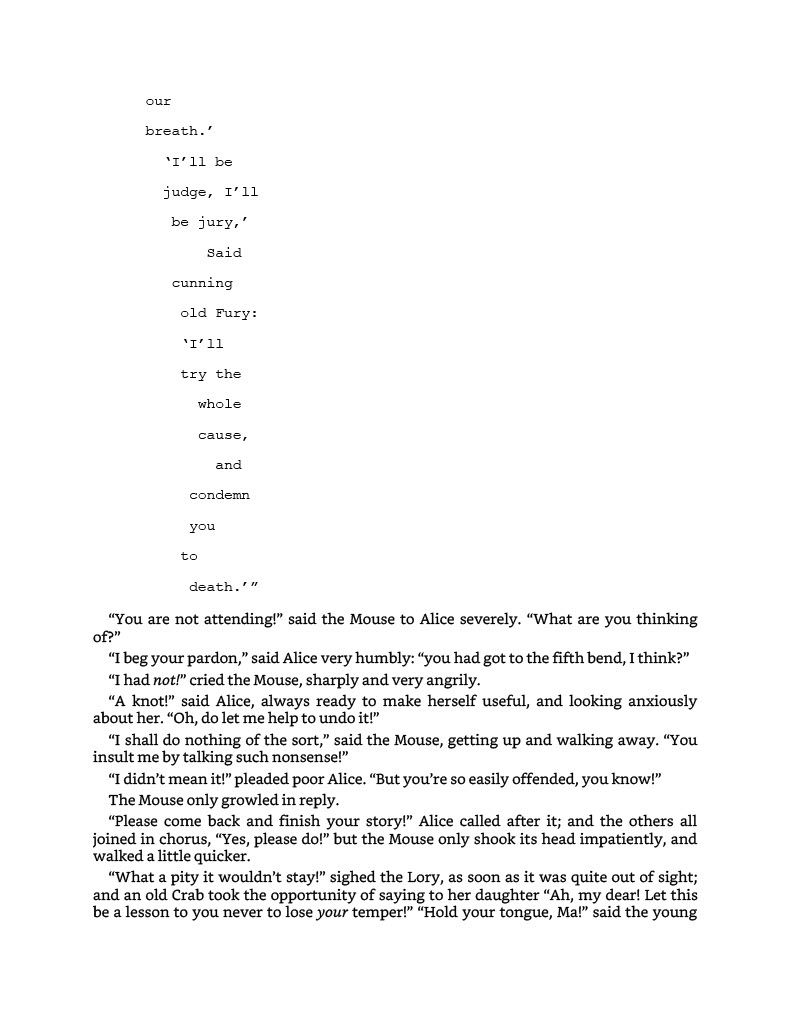 our
breath.’
‘I’ll be
judge, I’ll
be jury,’
Said
cunning
old Fury:
‘I’ll
try the
whole
cause,
and
condemn
you
to
death.’”
“You are not attending!” said the Mouse to Alice severely. “What are you thinking
of?”
“I beg your pardon,” said Alice very humbly: “you had got to the fifth bend, I think?”
“I had not!” cried the Mouse, sharply and very angrily.
“A knot!” said Alice, always ready to make herself useful, and looking anxiously
about her. “Oh, do let me help to undo it!”
“I shall do nothing of the sort,” said the Mouse, getting up and walking away. “You
insult me by talking such nonsense!”
“I didn’t mean it!” pleaded poor Alice. “But you’re so easily offended, you know!”
The Mouse only growled in reply.
“Please come back and finish your story!” Alice called after it; and the others all
joined in chorus, “Yes, please do!” but the Mouse only shook its head impatiently, and
walked a little quicker.
“What a pity it wouldn’t stay!” sighed the Lory, as soon as it was quite out of sight;
and an old Crab took the opportunity of saying to her daughter “Ah, my dear! Let this
be a lesson to you never to lose your temper!” “Hold your tongue, Ma!” said the young